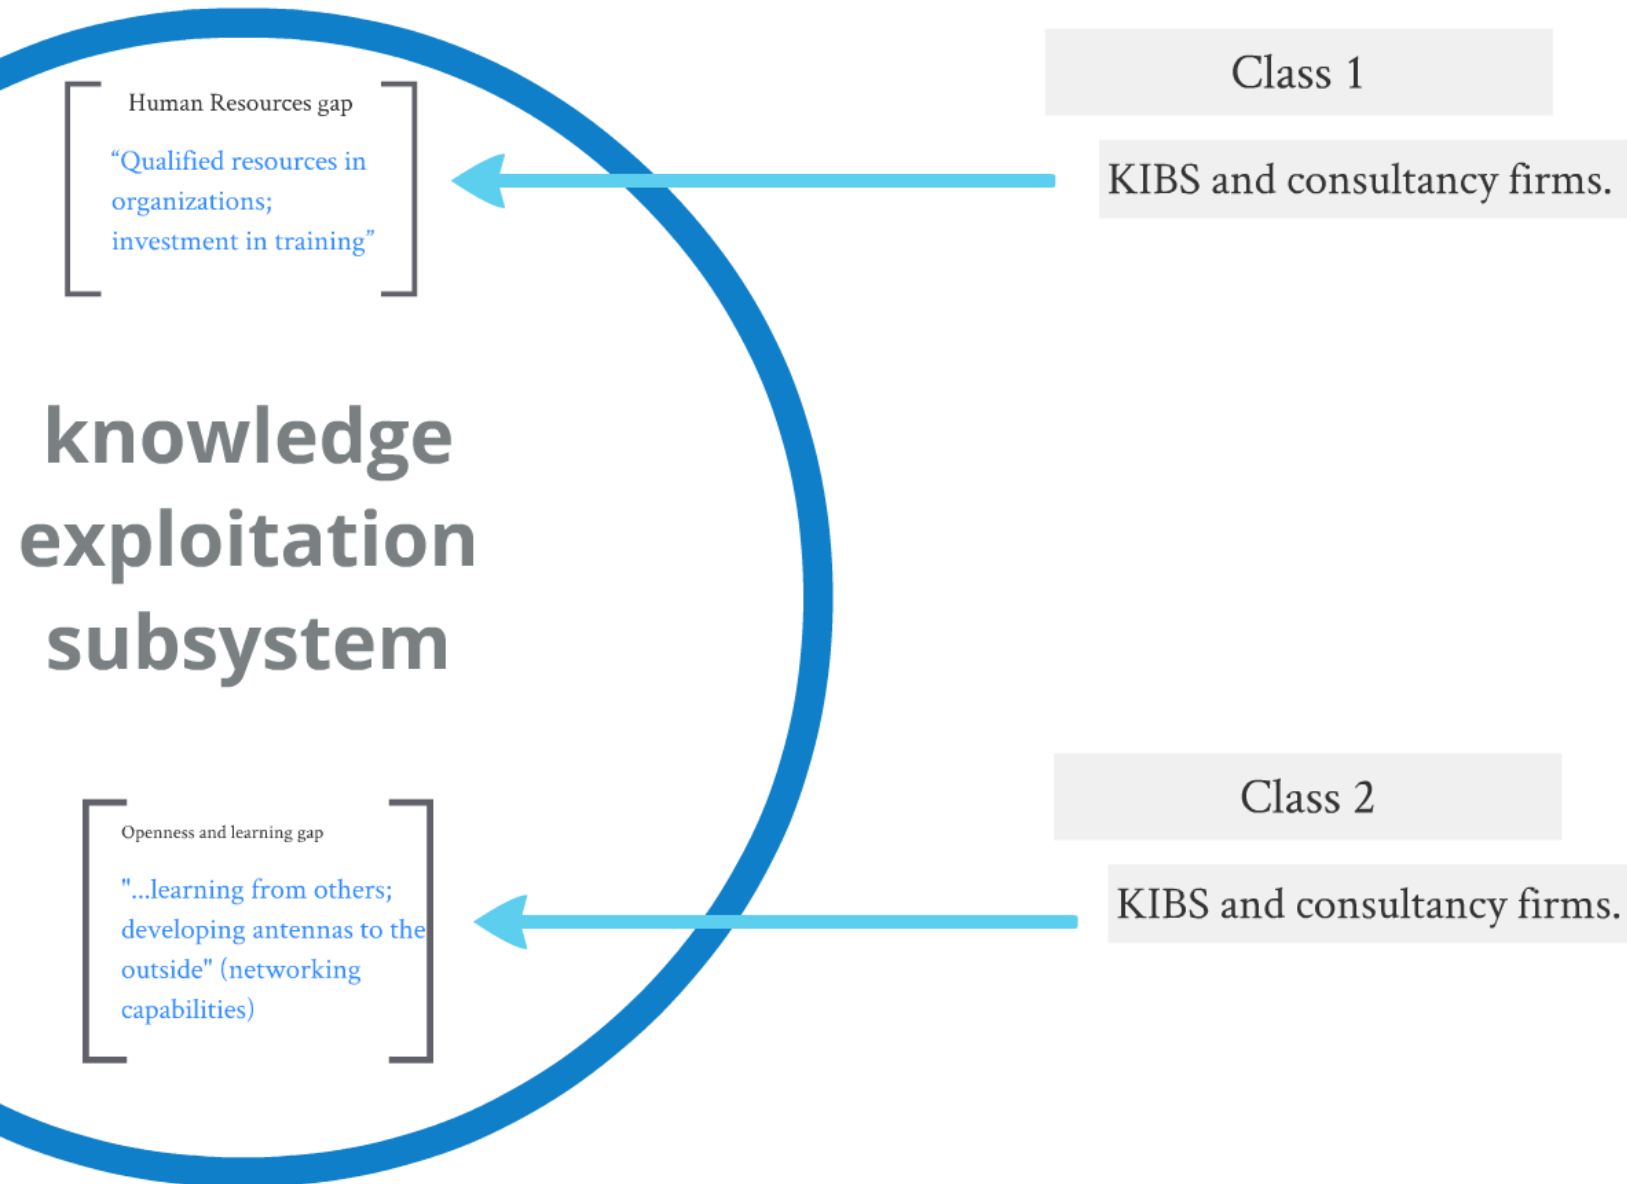 Human Resources gap
“Qualified resources in
organizations;
investment in training”
Class 1
KIBS and consultancy firms.
knowledge
exploitation
subsystem
Openness and learning gap
"...learning from others;
developing antennas to the
outside" (networking
capabilities)
Class 2
KIBS and consultancy firms.